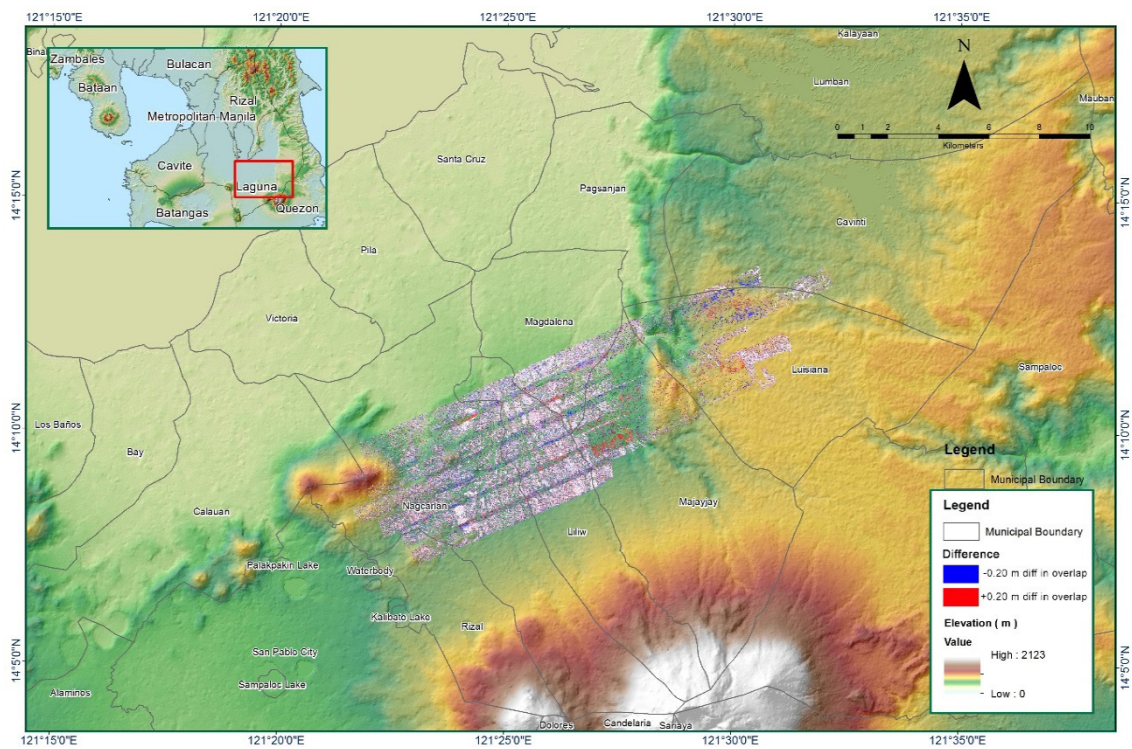 121°15'0"E
121°20'0"E
121°25'0"E
121°30'0"E
121°35'0"E
Zambales
Bulacan
Bataan
Rizal
Metropolitan Manila
Cavite
Laguna
Batangas
Quezon
Kalayaan
N
Lumban
Mauban
0 1 2 4 6 8 10
Kilometers
Santa Cruz
Pagsanjan
14°15'0"N
14°15'0"N
Cavinti
Pila
Victoria
Magdalena
Luisiana
Sampaloc
14°10'0"N
14°10'0"N
Los Baños
Bay
Calauan
Nagcarlan
Majayjay
Liliw
Palakpakin Lake
Waterbody
Kalibato Lake
Rizal
San Pablo City
Sampaloc Lake
14°5'0"N
14°5'0"N
Alaminos
Dolores
Candelaria
Sariaya
Legend
Municipal Boundary
Legend
Municipal Boundary
Difference
-0.20 m diff in overlap
+0.20 m diff in overlap
Elevation ( m )
Value
High : 2123
Low : 0
121°15'0"E
121°20'0"E
121°25'0"E
121°30'0"E
121°35'0"E